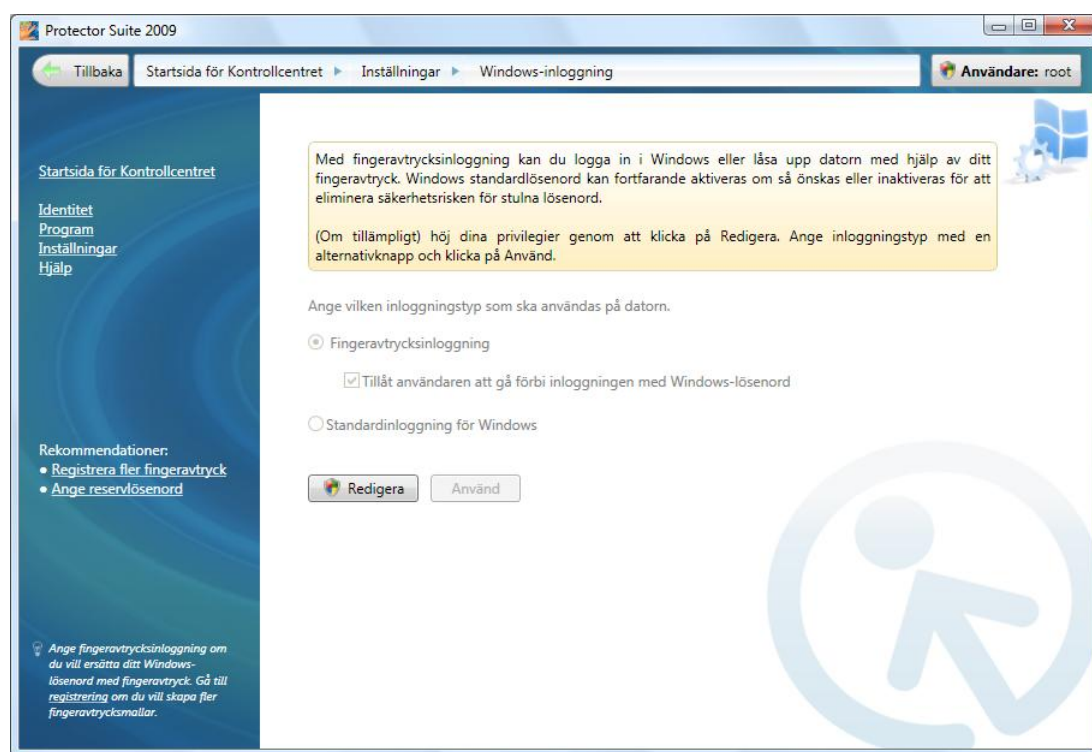 Protector Suite 2009
Tillbaka
Startsida för Kontrollcentret
Inställningar
Windows-inloggning
Användare: root
Startsida för Kontrollcentret
Identitet
Program
Inställningar
Hjälp
Rekommendationer:
• Registrera fler fingeravtryck
• Ange reservlösenord
Ange fingeravtrycksinloggning om
du vill ersätta ditt Windows-
lösenord med fingeravtryck. Gå till
registrering om du vill skapa fler
fingeravtrycksmallar.
Med fingeravtrycksinloggning kan du logga in i Windows eller låsa upp datorn med hjälp av ditt
fingeravtryck. Windows standardlösenord kan fortfarande aktiveras om så önskas eller inaktiveras för att
eliminera säkerhetsrisken för stulna lösenord.
(Om tillämpligt) höj dina privilegier genom att klicka på Redigera. Ange inloggningstyp med en
alternativknapp och klicka på Använd.
Ange vilken inloggningstyp som ska användas på datorn.
Fingeravtrycksinloggning
Tillåt användaren att gå förbi inloggningen med Windows-lösenord
Standardinloggning för Windows
Redigera
Använd